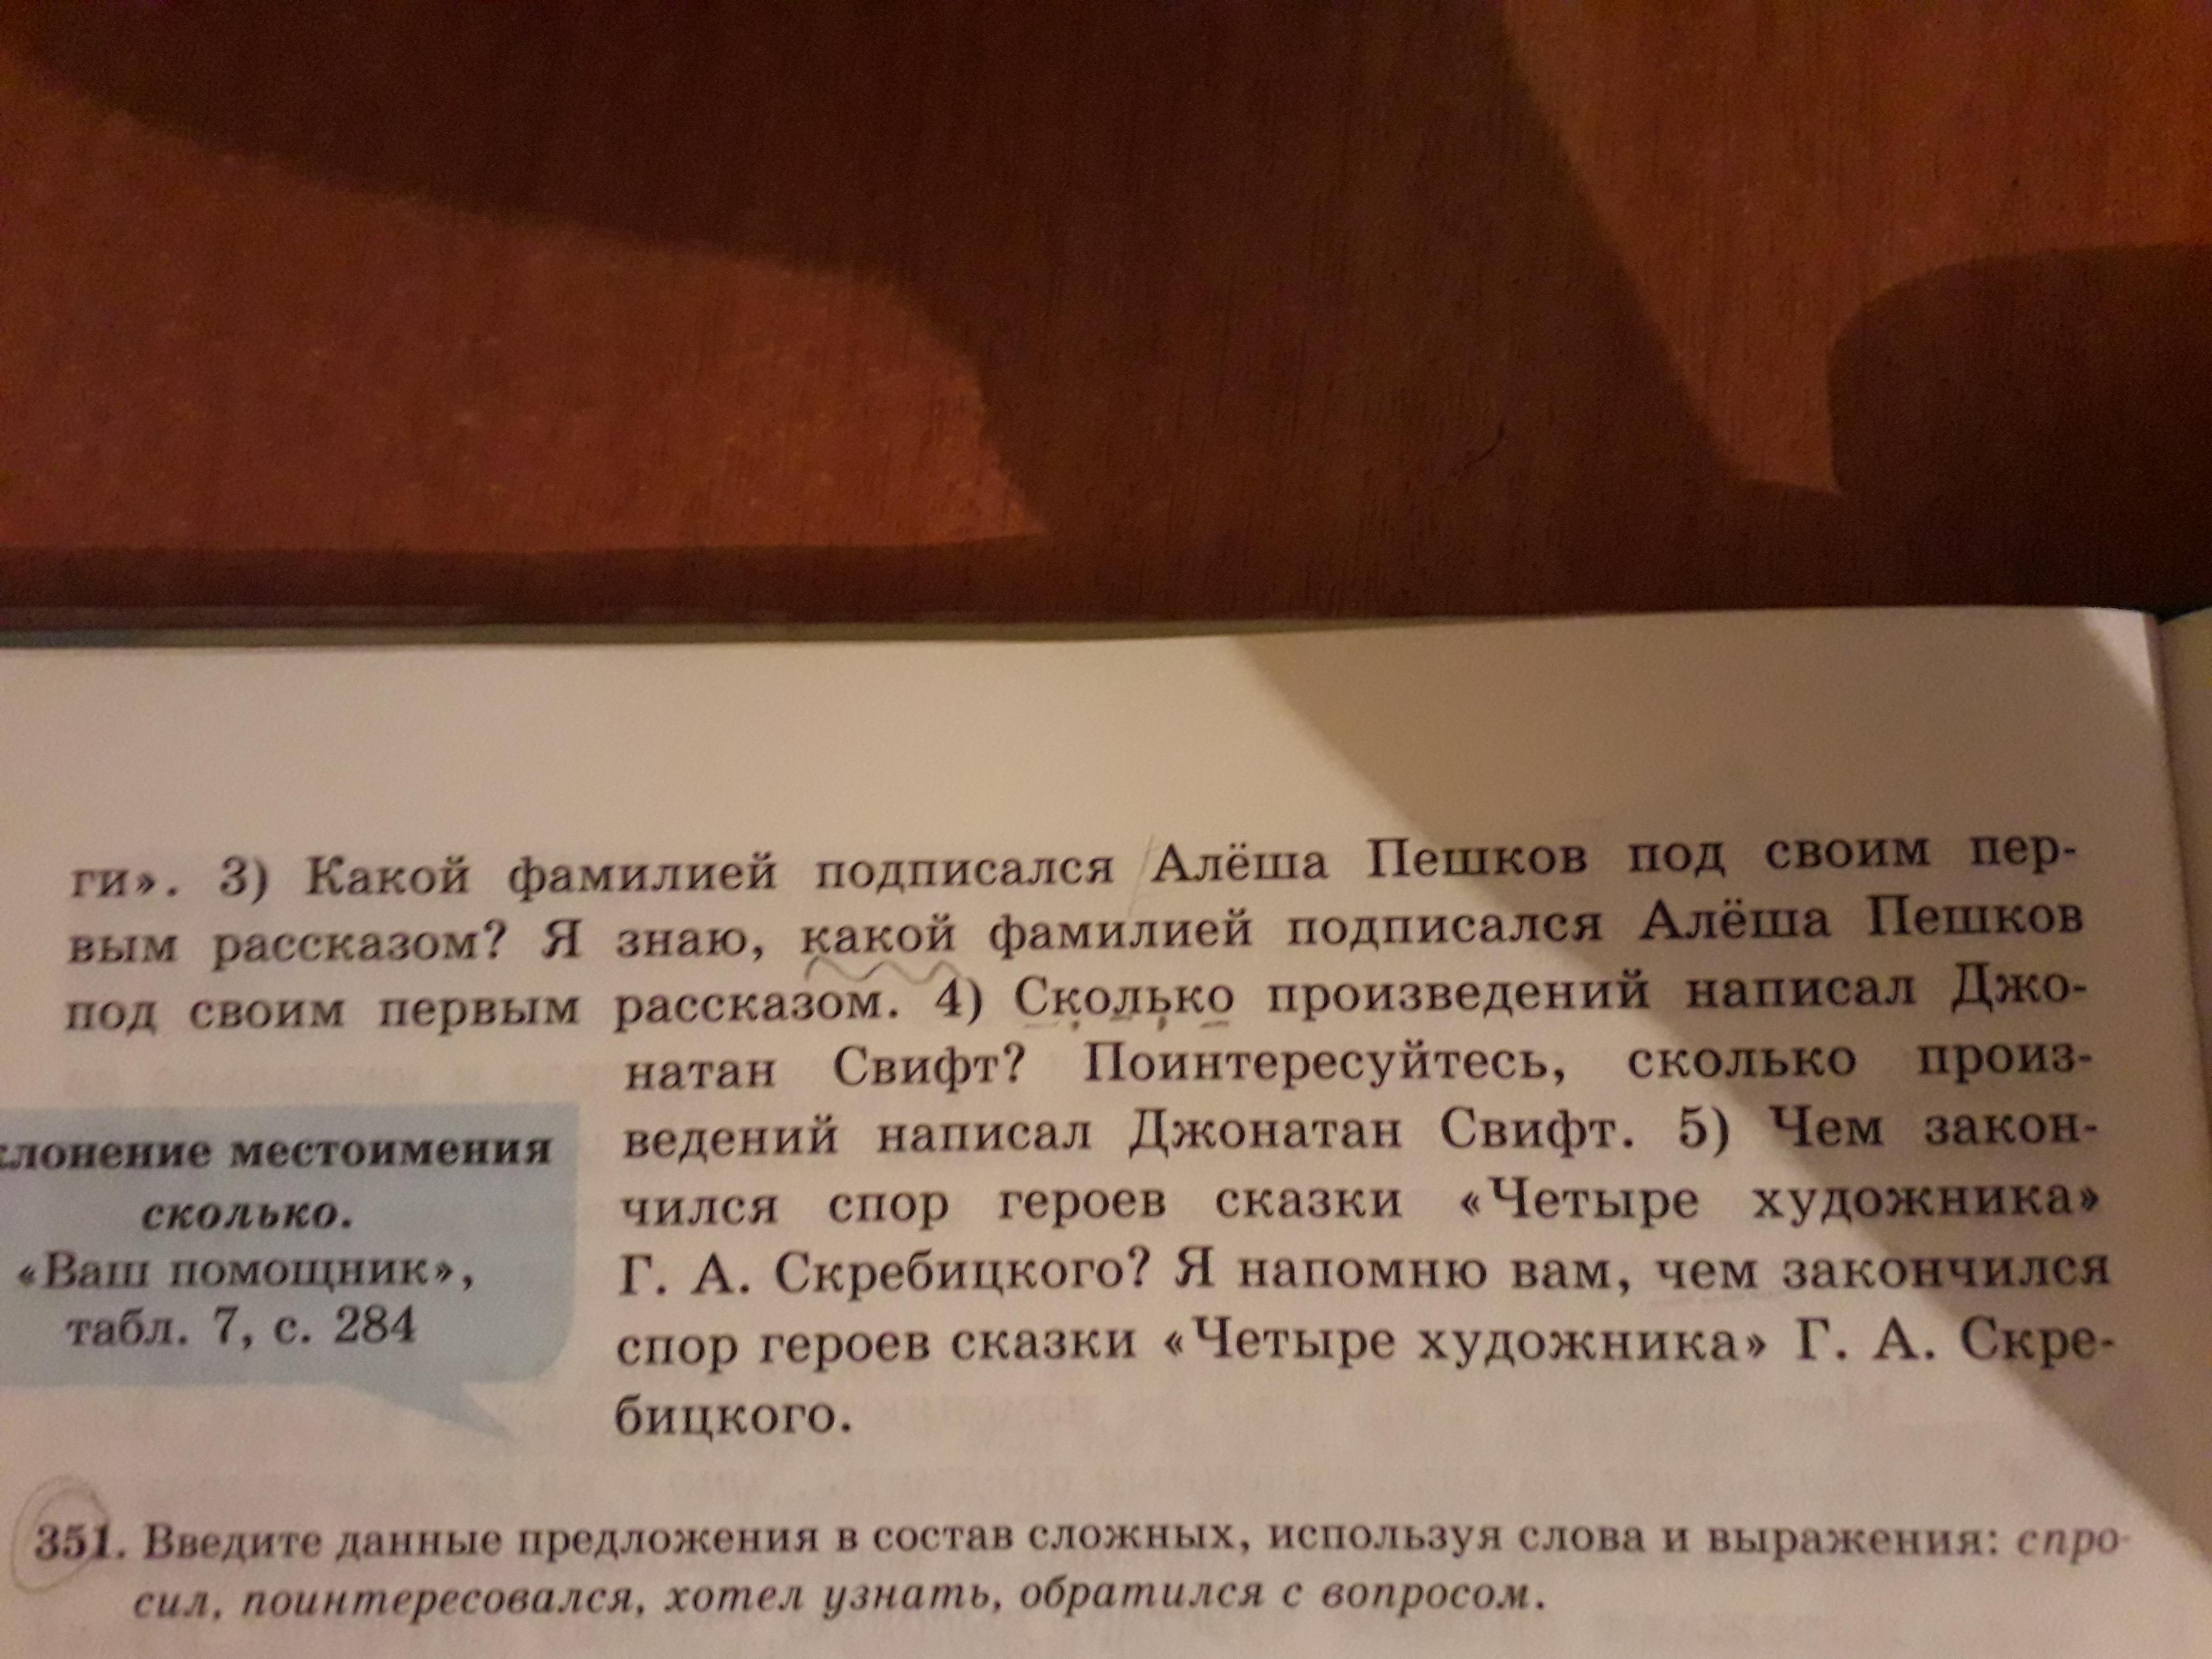 ги». 3) Какой фамилией подписался Алёша Пешков под своим пер-
вым рассказом? Я знаю, какой фамилией подписался Алёша Пешков
под своим первым рассказом. 4) Сколько произведений написал Джо-
натан Свифт? Поинтересуйтесь, сколько произ-
ведений написал Джонатан Свифт. 5) Чем закон-
чился спор героев сказки «Четыре художника»
Г. А. Скребицкого? Я напомню вам, чем закончился
спор героев сказки «Четыре художника» Г. А. Скре-
бицкого.
клонение местоимения
сколько.
«Ваш помощник»,
табл. 7, с. 284
351. Введите данные предложения в состав сложных, используя слова и выражения: спро-
сил, поинтересовался, хотел узнать, обратился с вопросом.